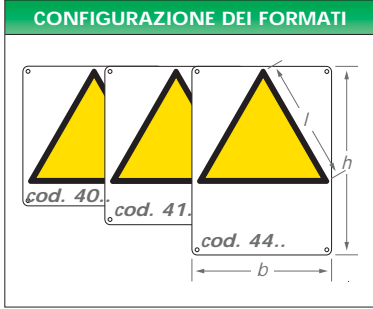 CONFIGURAZIONE DEI FORMATI
l
h
cod. 40..
cod. 41.
cod. 44..
b